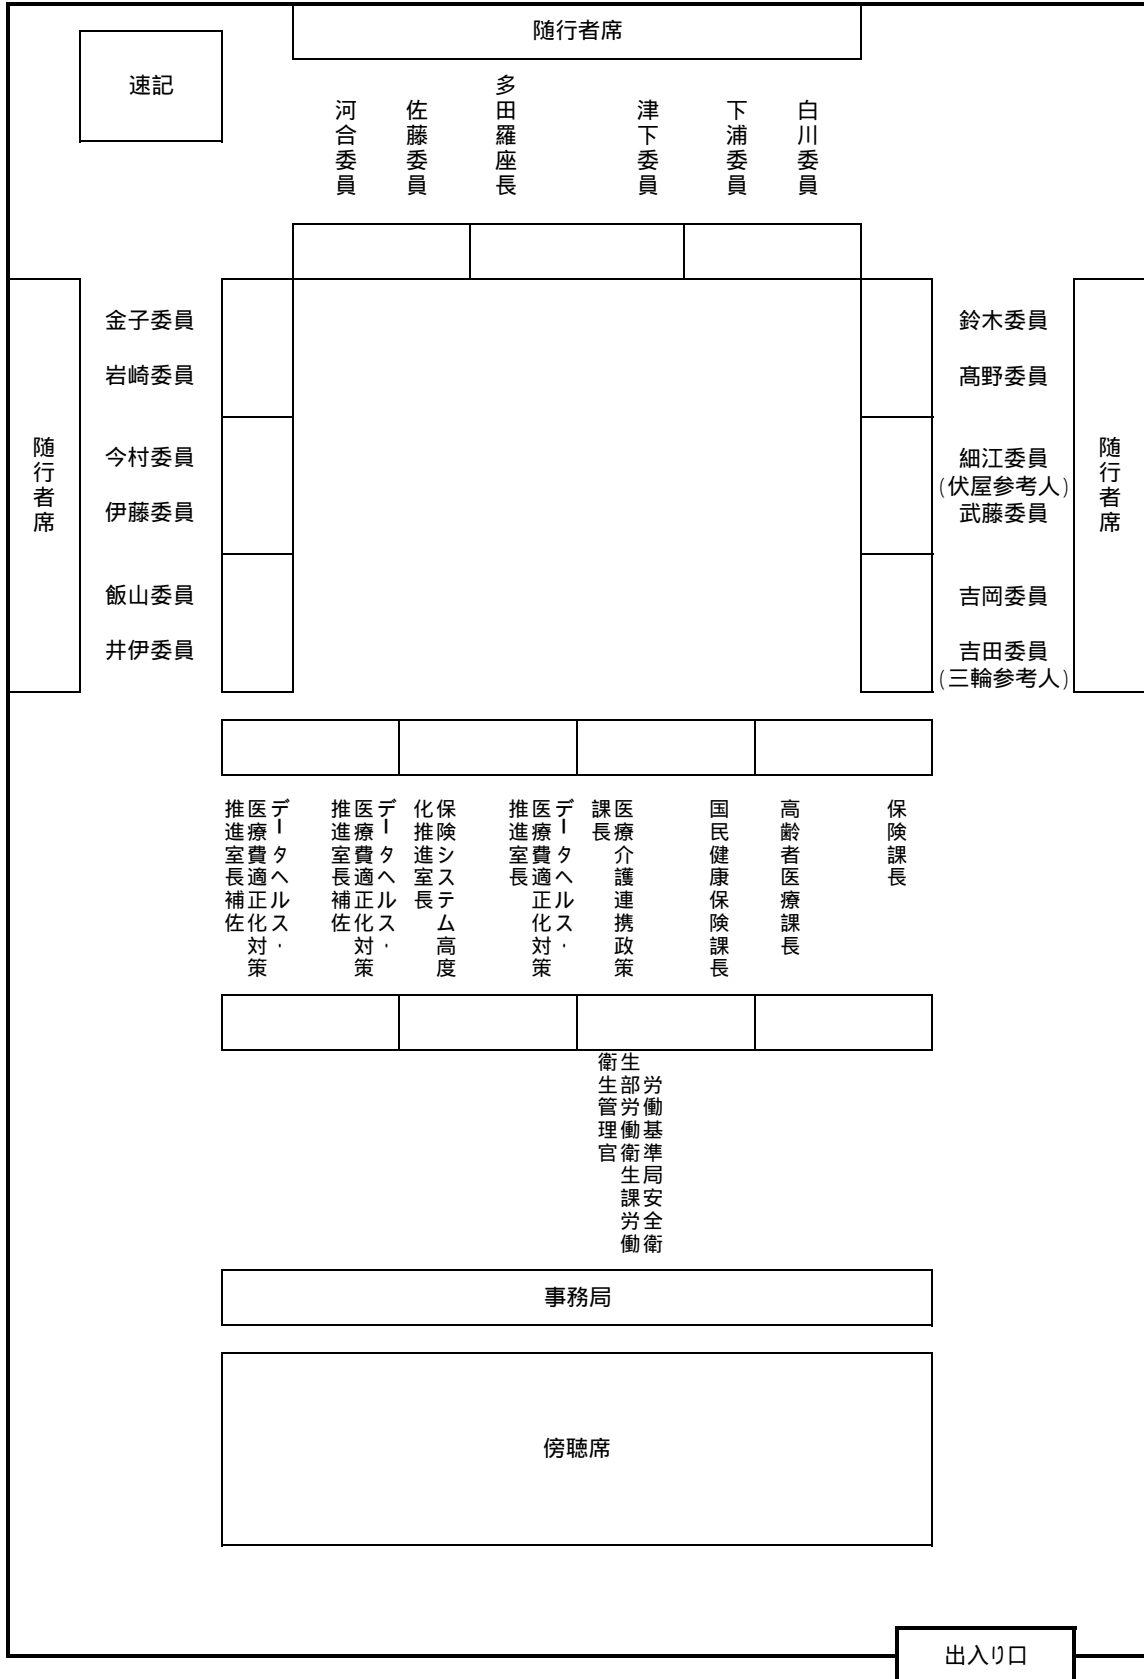 随行者席
速記
河合委員
佐藤委員
多田羅座長
津下委員
下浦委員
白川委員
随行者席
金子委員
岩崎委員
今村委員
伊藤委員
飯山委員
井伊委員
鈴木委員
髙野委員
細江委員
(伏屋参考人)
武藤委員
吉岡委員
吉田委員
(三輪参考人)
随行者席
データヘルス・
医療費適正化対策
推進室長補佐
データヘルス・
医療費適正化対策
推進室長補佐
保険システム高度
化推進室長
データヘルス・
医療費適正化対策
推進室長
医療介護連携政策
課長
国民健康保険課長
高齢者医療課長
保険課長
労働基準局安全衛
生部労働衛生課労働
衛生管理官
事務局
傍聴席
出入り口